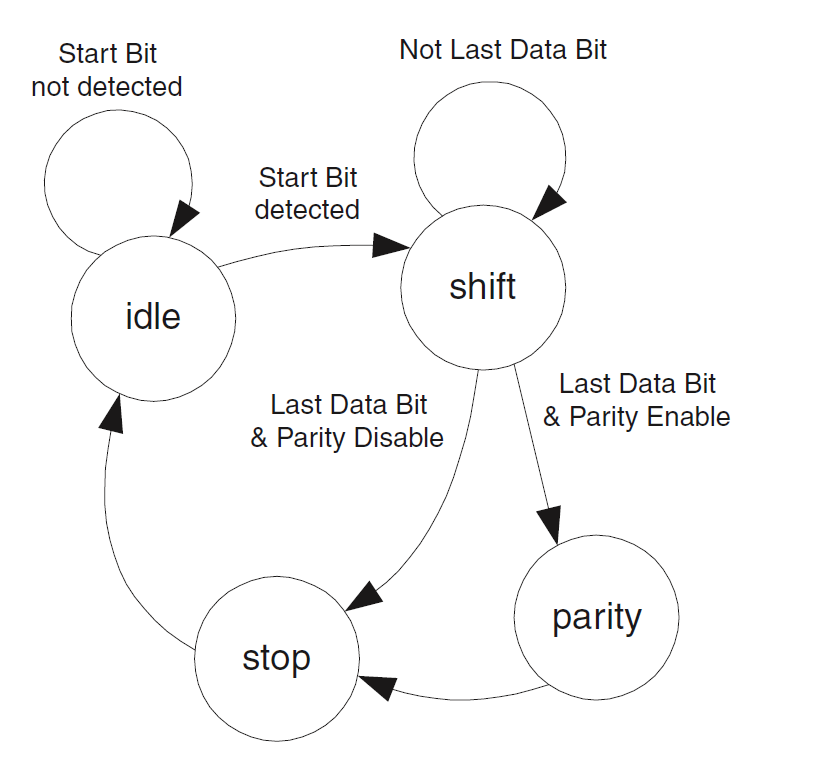 Start Bit
not detected
Not Last Data Bit
Start Bit
detected
shift
idle
Last Data Bit
& Parity Enable
Last Data Bit
& Parity Disable
parity
stop